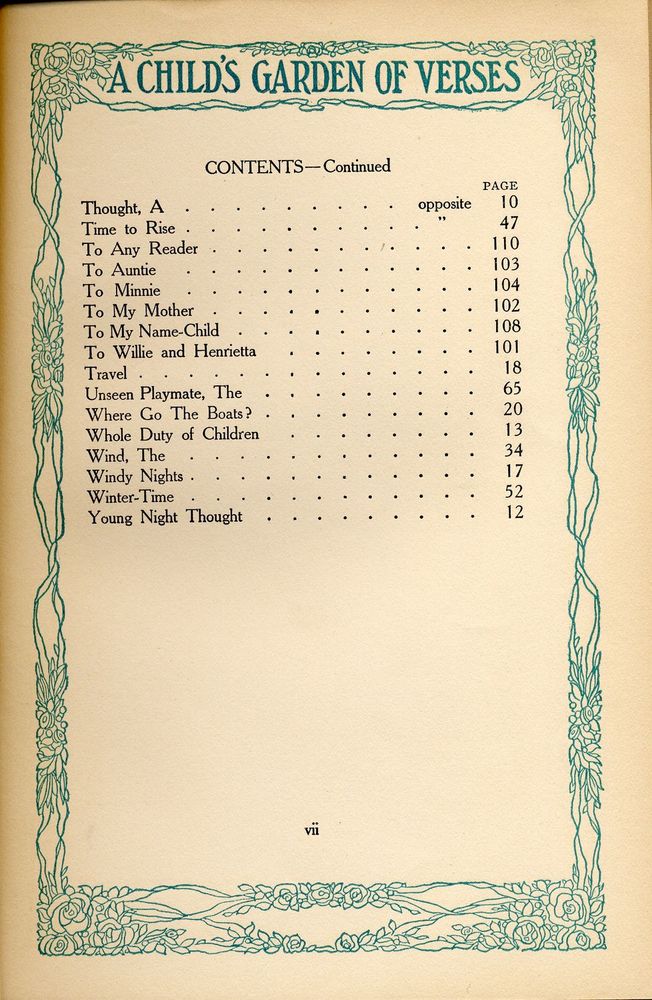 A CHILD'S GARDEN OF VERSES
CONTENTS—Continued
PAGE
Thought, A . . . . . . . . . opposite 10
Time to Rise . . . . . . . . . . " 47
To Any Reader . . . . . . . . . . . 110
To Auntie . . . . . . . . . . . . 103
To Minnie . . . . . . . . . . . . 104
To My Mother . . . . . . . . . . . 102
To My Name-Child . . . . . . . . . . 108
To Willie and Henrietta . . . . . . . . 101
Travel . . . . . . . . . . . . . . 18
Unseen Playmate, The . . . . . . . . . 65
Where Go The Boats? . . . . . . . . . 20
Whole Duty of Children . . . . . . . . 13
Wind, The . . . . . . . . . . . . 34
Windy Nights . . . . . . . . . . . . 17
Winter-Time . . . . . . . . . . . . 52
Young Night Thought . . . . . . . . . 12
vii